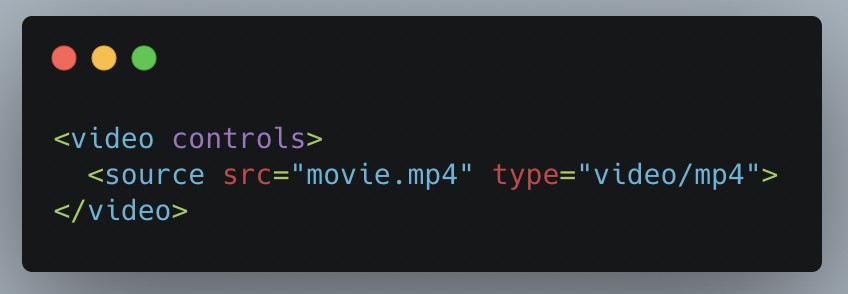 <video controls>
  <source src="movie.mp4" type="video/mp4">
</video>